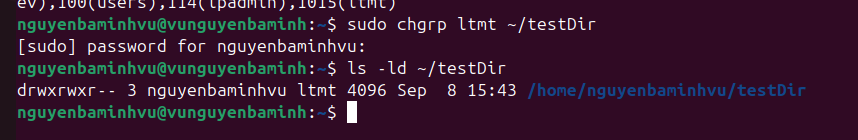 ev),100(users),114(lpadmin),1015(ltmt)
nguyenbaminhvu@vunguyenbaminh:~$ sudo chgrp ltmt ~/testDir
[sudo] password for nguyenbaminhvu:
nguyenbaminhvu@vunguyenbaminh:~$ ls -ld ~/testDir
drwxrwxr-- 3 nguyenbaminhvu ltmt 4096 Sep  8 15:43 /home/nguyenbaminhvu/testDir
nguyenbaminhvu@vunguyenbaminh:~$